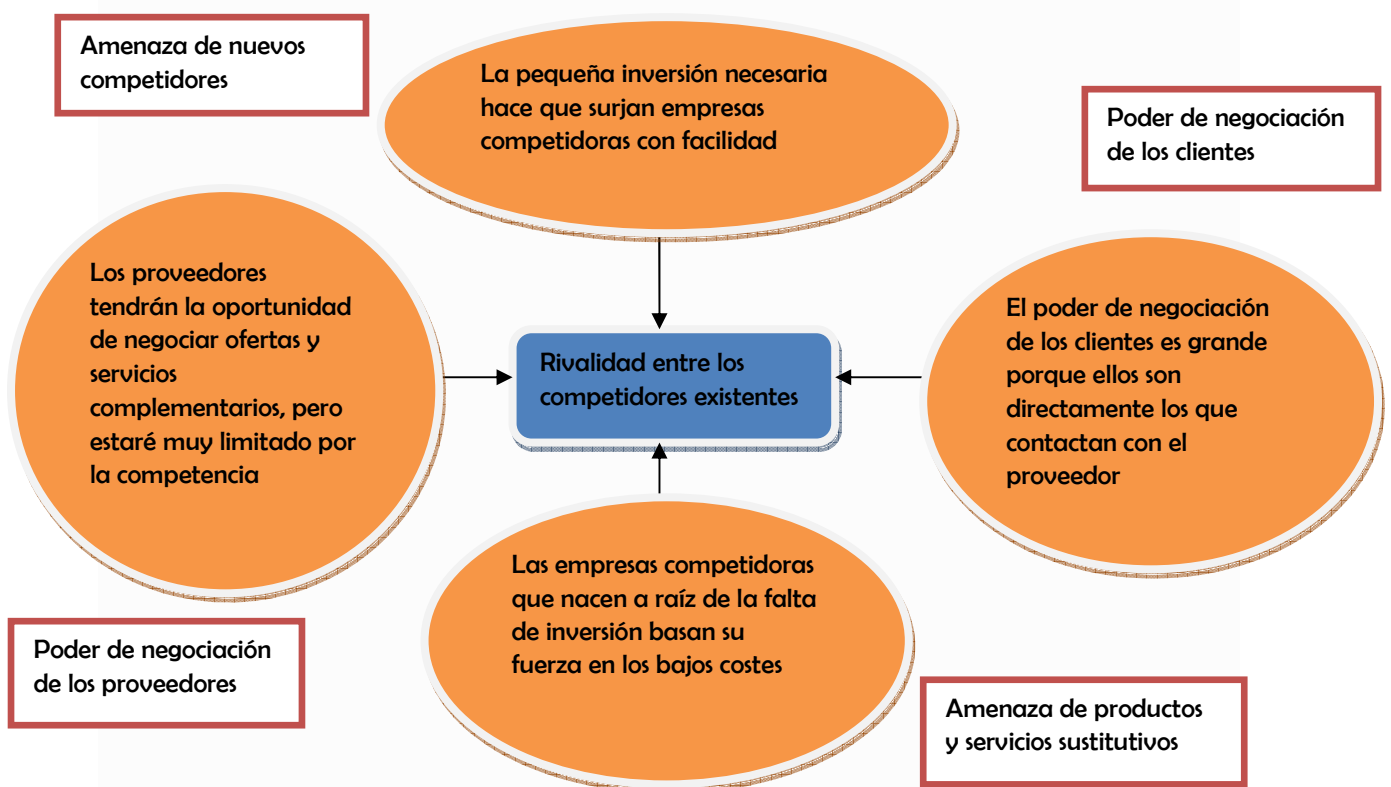 Amenaza de nuevos
competidores
La pequeña inversión necesaria
hace que surjan empresas
competidoras con facilidad
Poder de negociación
de los clientes
Los proveedores
tendrán la oportunidad
de negociar ofertas y
servicios
complementarios, pero
estaré muy limitado por
la competencia
Rivalidad entre los
competidores existentes
El poder de negociación
de los clientes es grande
porque ellos son
directamente los que
contactan con el
proveedor
Las empresas competidoras
que nacen a raíz de la falta
de inversión basan su
fuerza en los bajos costes
Poder de negociación
de los proveedores
Amenaza de productos
y servicios sustitutivos